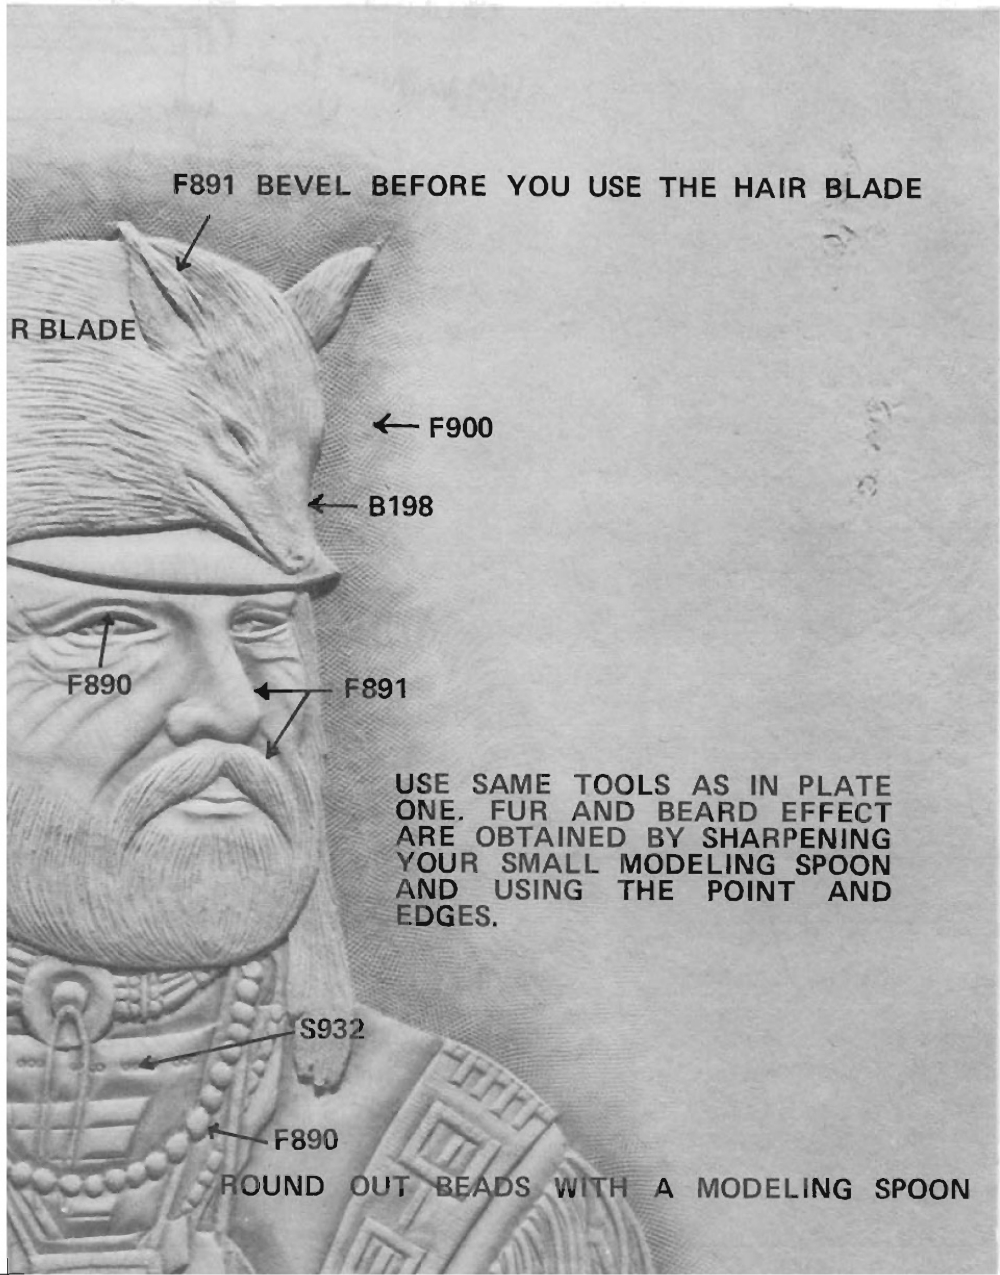 F891 BEVEL BEFORE YOU USE THE HAIR BLADE
R BLADE
F900
B198
F890
F891
USE SAME TOOLS AS IN PLATE
ONE. FUR AND BEARD EFFECT
ARE OBTAINED BY SHARPENING
YOUR SMALL MODELING SPOON
AND USING THE POINT AND
EDGES.
S932
F890
ROUND OUT BEADS WITH A MODELING SPOON